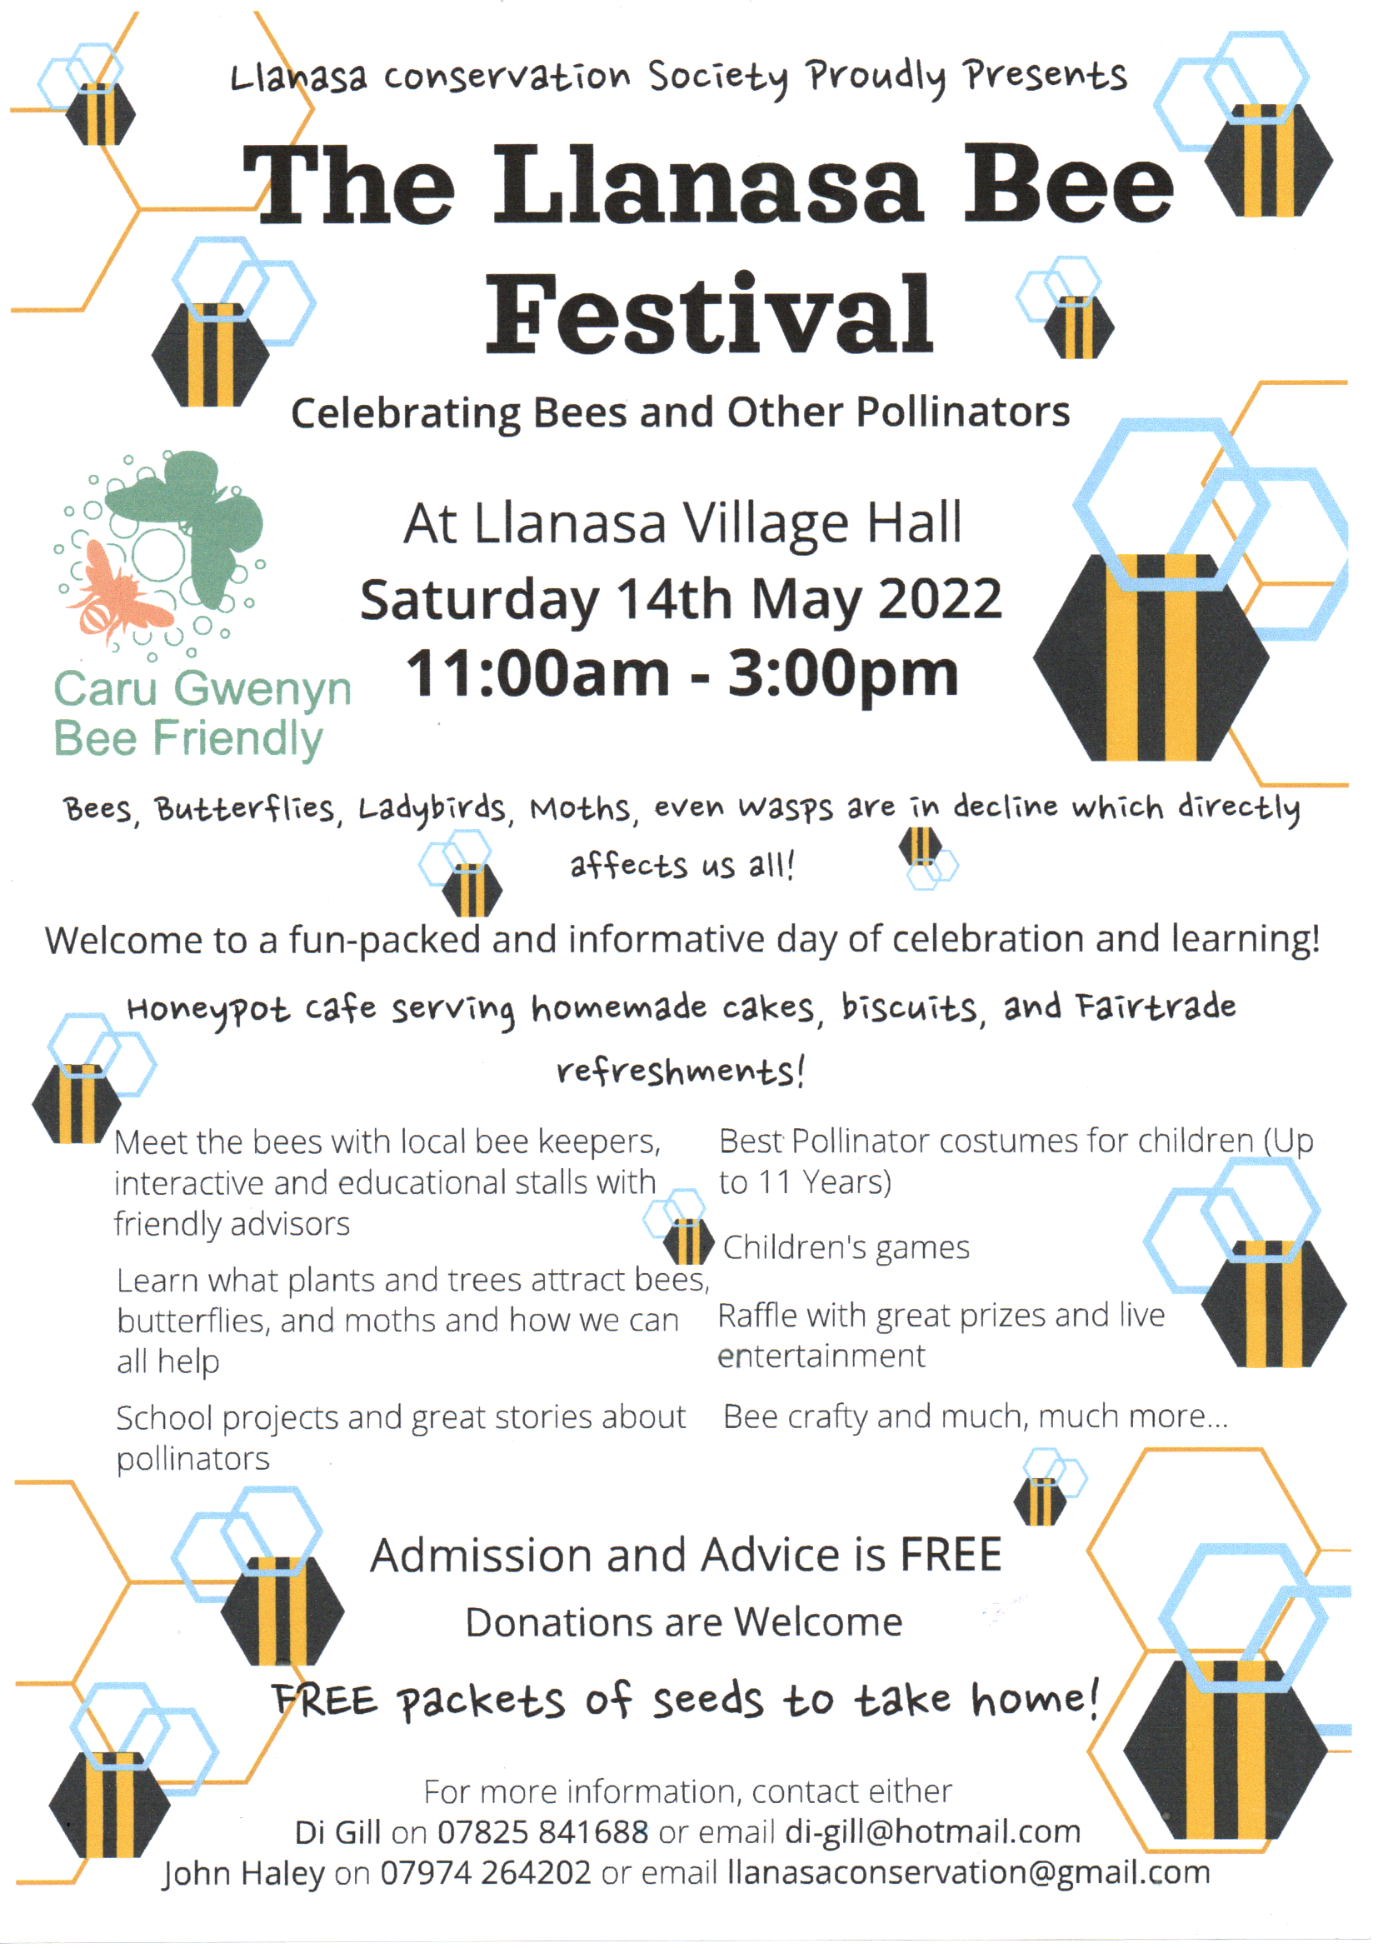 Llanasa conservation Society Proudly Presents
The Llanasa Bee
Festival
Celebrating Bees and Other Pollinators
At Llanasa Village Hall
Saturday 14th May 2022
11:00am - 3:00pm
Caru Gwenyn
Bee Friendly
Bees, Butterflies, Ladybirds, Moths, even wasps are in decline which directly
affects us all!
Welcome to a fun-packed and informative day of celebration and learning!
Honeypot cafe serving homemade cakes, biscuits, and Fairtrade
refreshments!
Meet the bees with local bee keepers,
interactive and educational stalls with
friendly advisors
Learn what plants and trees attract bees,
butterflies, and moths and how we can
all help
School projects and great stories about
pollinators
Best Pollinator costumes for children (Up
to 11 Years)
Children's games
Raffle with great prizes and live
entertainment
Bee crafty and much, much more...
Admission and Advice is FREE
Donations are Welcome
FREE packets of seeds to take home!
For more information, contact either
Di Gill on 07825 841688 or email di-gill@hotmail.com
John Haley on 07974 264202 or email llanasaconservation@gmail.com